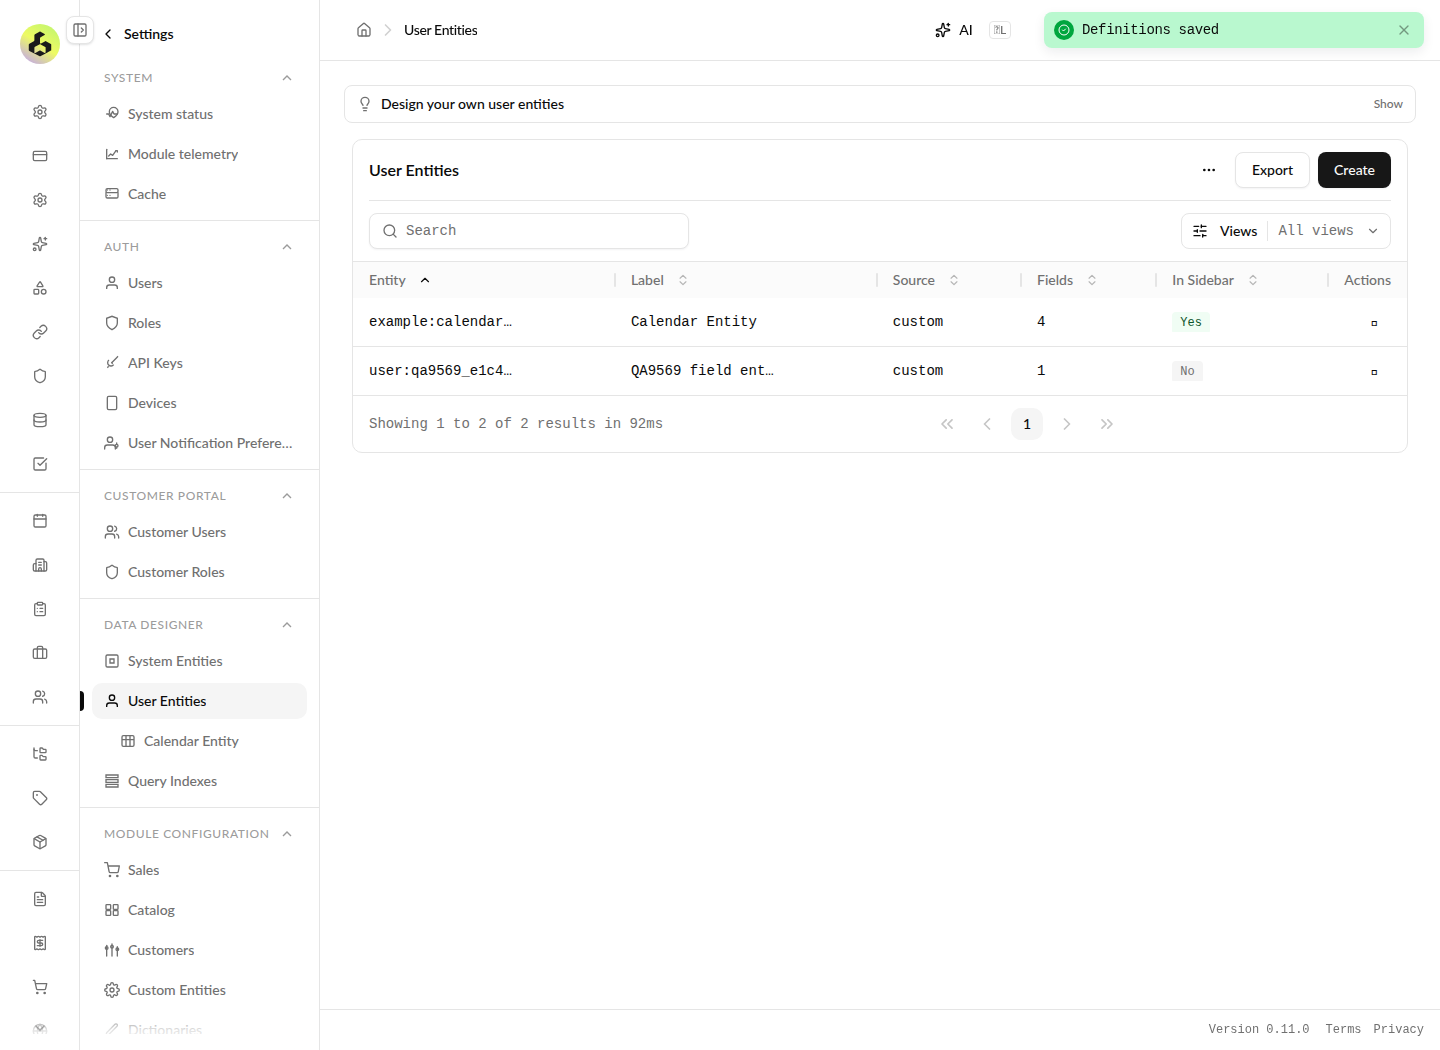 Settings
User Entities
AI
Definitions saved
SYSTEM
System status
Module telemetry
Cache
AUTH
Users
Roles
API Keys
Devices
User Notification Prefere...
CUSTOMER PORTAL
Customer Users
Customer Roles
DATA DESIGNER
System Entities
User Entities
Calendar Entity
Query Indexes
MODULE CONFIGURATION
Sales
Catalog
Customers
Custom Entities
Dictionaries
Design your own user entities
Show
User Entities
Export
Create
Search
Views
All views
Entity Label Source Fields In Sidebar Actions
example:calendar… Calendar Entity custom 4 Yes
user:qa9569_e1c4… QA9569 field ent… custom 1 No
Showing 1 to 2 of 2 results in 92ms
1
Version 0.11.0 Terms Privacy